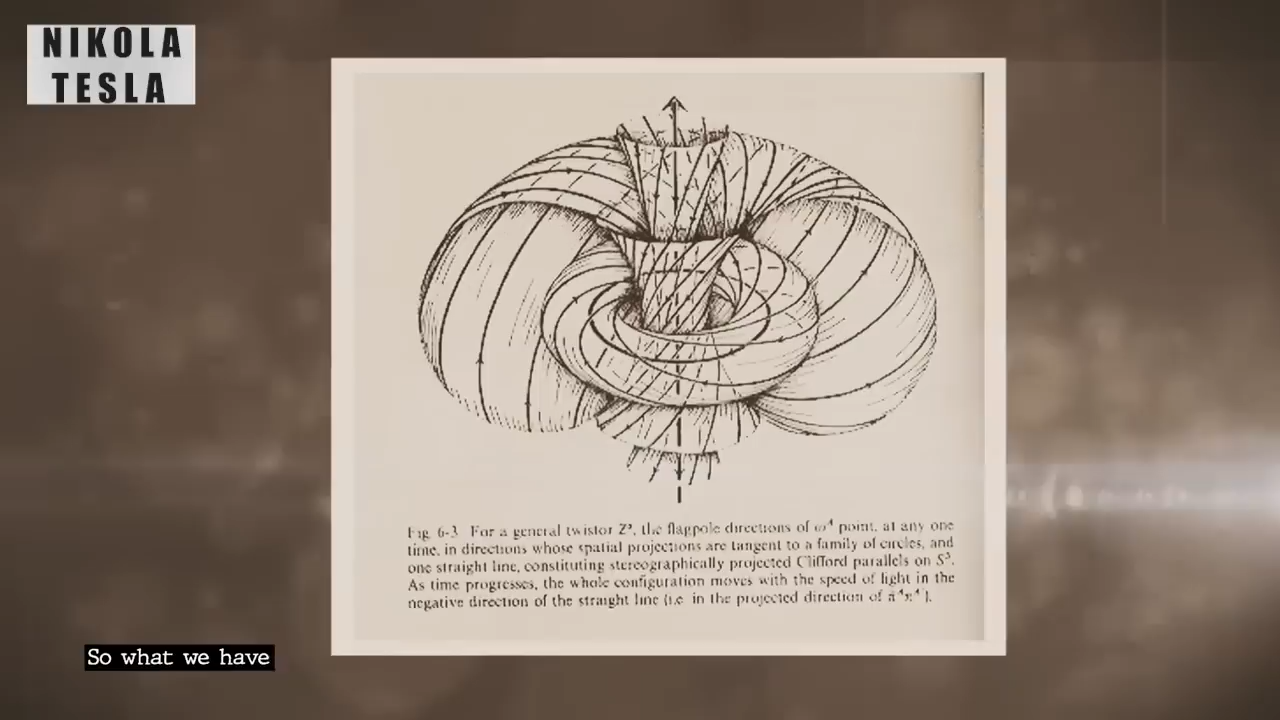 NIKOLA
TESLA
Fig. 6-3. For a general twistor Zᵃ, the flagpole directions of ωᴬ point, at any one
time, in directions whose spatial projections are tangent to a family of circles, and
one straight line, constituting stereographically projected Clifford parallels on S³.
As time progresses, the whole configuration moves with the speed of light in the
negative direction of the straight line (i.e. in the projected direction of
So what we have